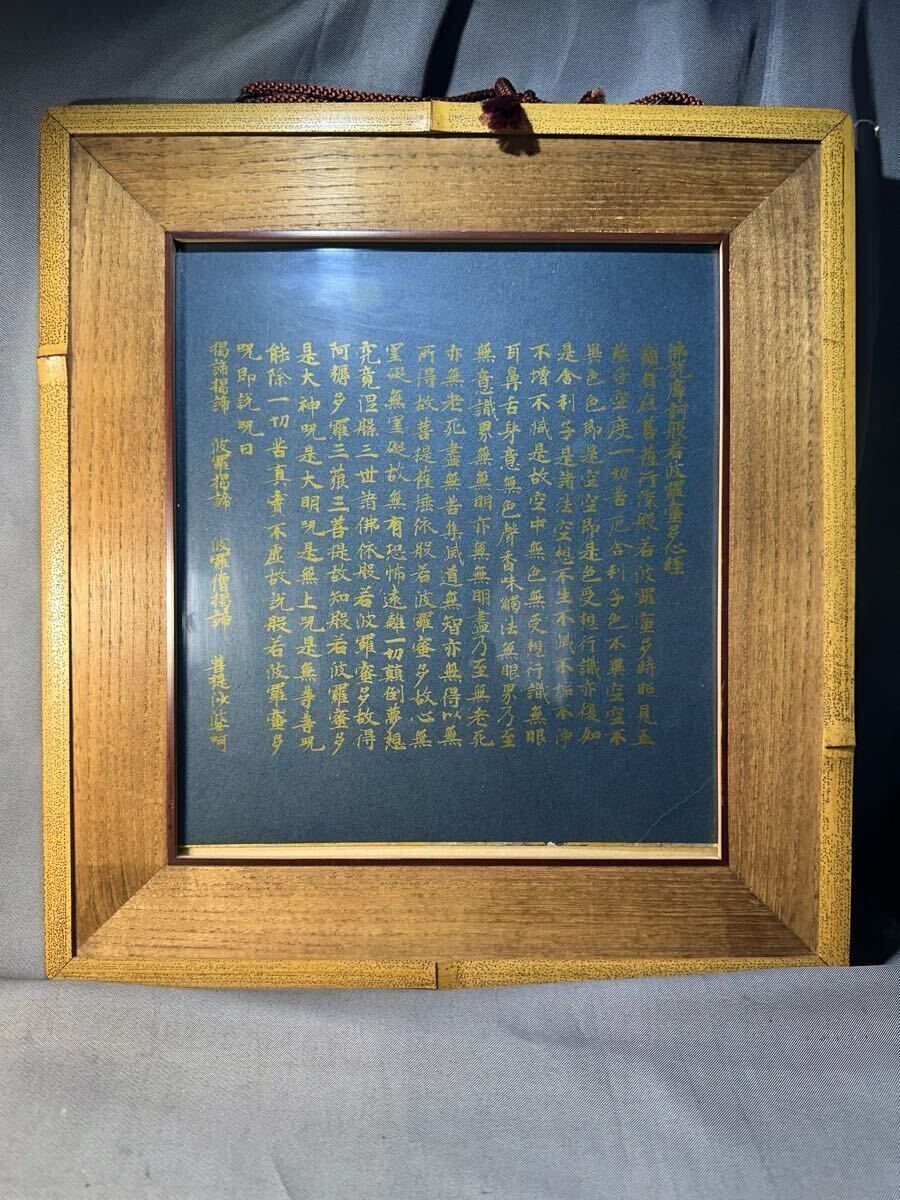 佛說摩訶般若波羅蜜多心経
觀自在菩薩行深般若波羅蜜多時照見五
蘊皆空度一切苦厄舎利子色不異空空不
異色色即是空空即是色受想行識亦復如
是舎利子是諸法空想不生不滅不垢不浄
不増不減是故空中無色無受想行識無眼
耳鼻舌身意無色聲香味觸法無眼界乃至
無意識界無無明亦無無明盡乃至無老死
亦無老死盡無苦集滅道無智亦無得以無
所得故菩提薩埵依般若波羅蜜多故心無
罣礙無罣礙故無有恐怖遠離一切顛倒夢想
究竟涅槃三世諸佛依般若波羅蜜多故得
阿耨多羅三藐三菩提故知般若波羅蜜多
是大神呪是大明呪是無上呪是無等等呪
能除一切苦真實不虚故説般若波羅蜜多
呪即説呪曰
揭諦揭諦　波羅揭諦　波羅僧揭諦　菩提沙婆呵